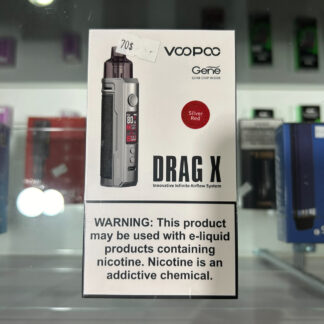 70$
VOOPOO
Gene
Silver
Red
80
DRAG X
Innovative Infinite Airflow System
WARNING: This product
may be used with e-liquid
products containing
nicotine. Nicotine is an
addictive chemical.